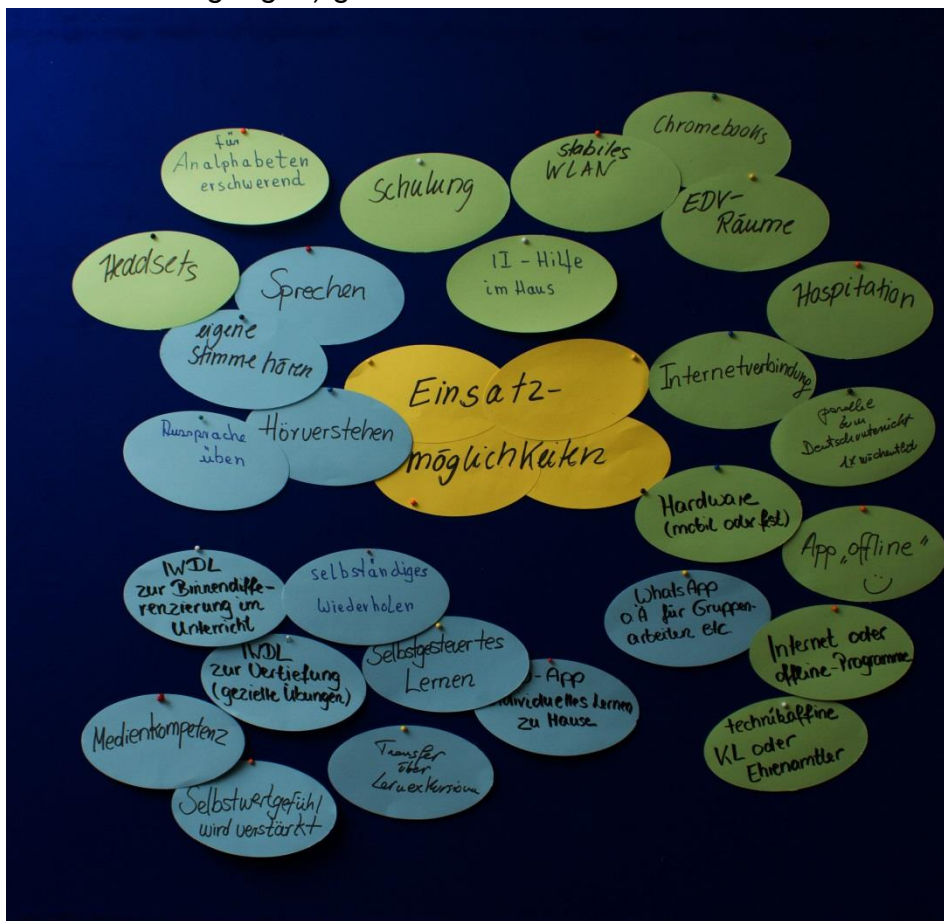 für
Analphabeten
erschwerend
Schulung
stabiles
WLAN
Chromebooks
EDV-
Räume
Headsets
Sprechen
II-Hilfe
im Haus
Hospitation
eigene
Stimme hören
Einsatz-
möglichkeiten
Internetverbindung
Aussprache
üben
Hörverstehen
zum
Deutschunterricht
1x wöchentlich
Hardware
(mobil oder fest)
App „offline“
IWDL
zur Binnendiffe-
renzierung im
Unterricht
selbständiges
Wiederholen
WhatsApp
o.Ä für Gruppen-
arbeiten etc.
Internet oder
offline-Programme
IWDL
zur Vertiefung
(gezielte Übungen)
Selbstgesteuertes
Lernen
-App
individuelles Lernen
zu Hause
technikaffine
KL oder
Ehrenamtler
Medienkompetenz
Transfer
über
Lernexkursion
Selbstwertgefühl
wird verstärkt